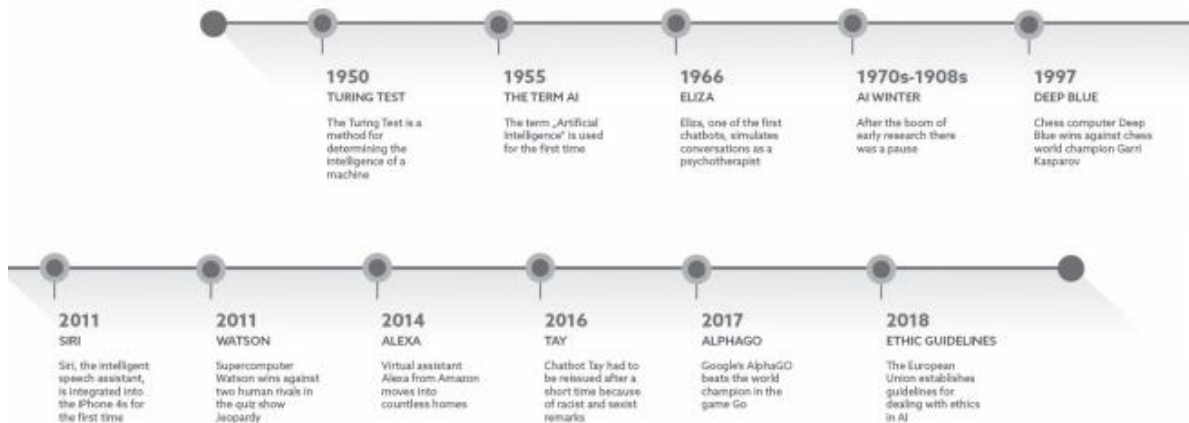 1950
TURING TEST
The Turing Test is a
method for
determining the
intelligence of a
machine
1955
THE TERM AI
The term „Artificial
Intelligence" is used
for the first time
1966
ELIZA
Eliza, one of the first
chatbots, simulates
conversations as a
psychotherapist
1970s-1908s
AI WINTER
After the boom of
early research there
was a pause
1997
DEEP BLUE
Chess computer Deep
Blue wins against chess
world champion Garri
Kasparov
2011
SIRI
Siri, the intelligent
speech assistant,
is integrated into
the iPhone 4s for
the first time
2011
WATSON
Supercomputer
Watson wins against
two human rivals in
the quiz show
Jeopardy
2014
ALEXA
Virtual assistant
Alexa from Amazon
moves into
countless homes
2016
TAY
Chatbot Tay had to
be reissued after a
short time because
of racist and sexist
remarks
2017
ALPHAGO
Google's AlphaGO
beats the world
champion in the
game Go
2018
ETHIC GUIDELINES
The European
Union establishes
guidelines for
dealing with ethics
in AI